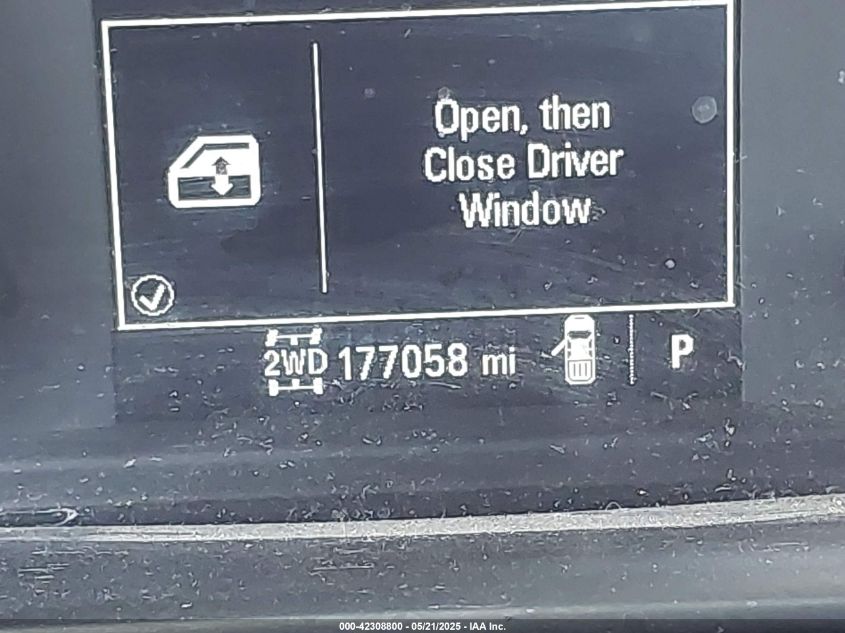 Open, then
Close Driver
Window
2WD 177058 mi P
000-42308800 - 05/21/2025 - IAA Inc.